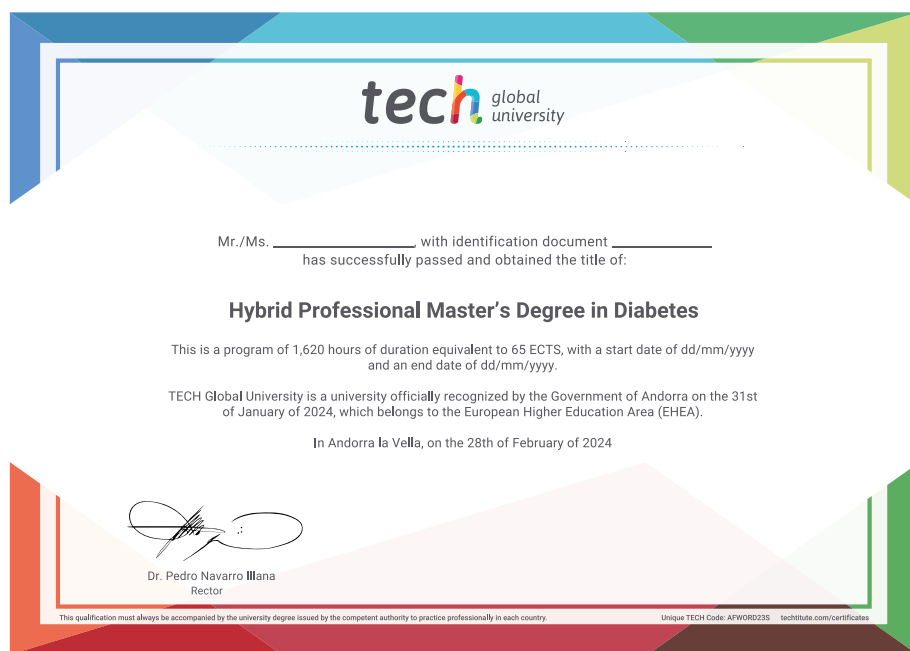 tech global
university
Mr./Ms. ____________, with identification document ________
has successfully passed and obtained the title of:
Hybrid Professional Master’s Degree in Diabetes
This is a program of 1,620 hours of duration equivalent to 65 ECTS, with a start date of dd/mm/yyyy
and an end date of dd/mm/yyyy.
TECH Global University is a university officially recognized by the Government of Andorra on the 31st
of January of 2024, which belongs to the European Higher Education Area (EHEA).
In Andorra la Vella, on the 28th of February of 2024
Dr. Pedro Navarro Illana
Rector
This qualification must always be accompanied by the university degree issued by the competent authority to practice professionally in each country. Unique TECH Code: AFWORD23S techtitute.com/certificates